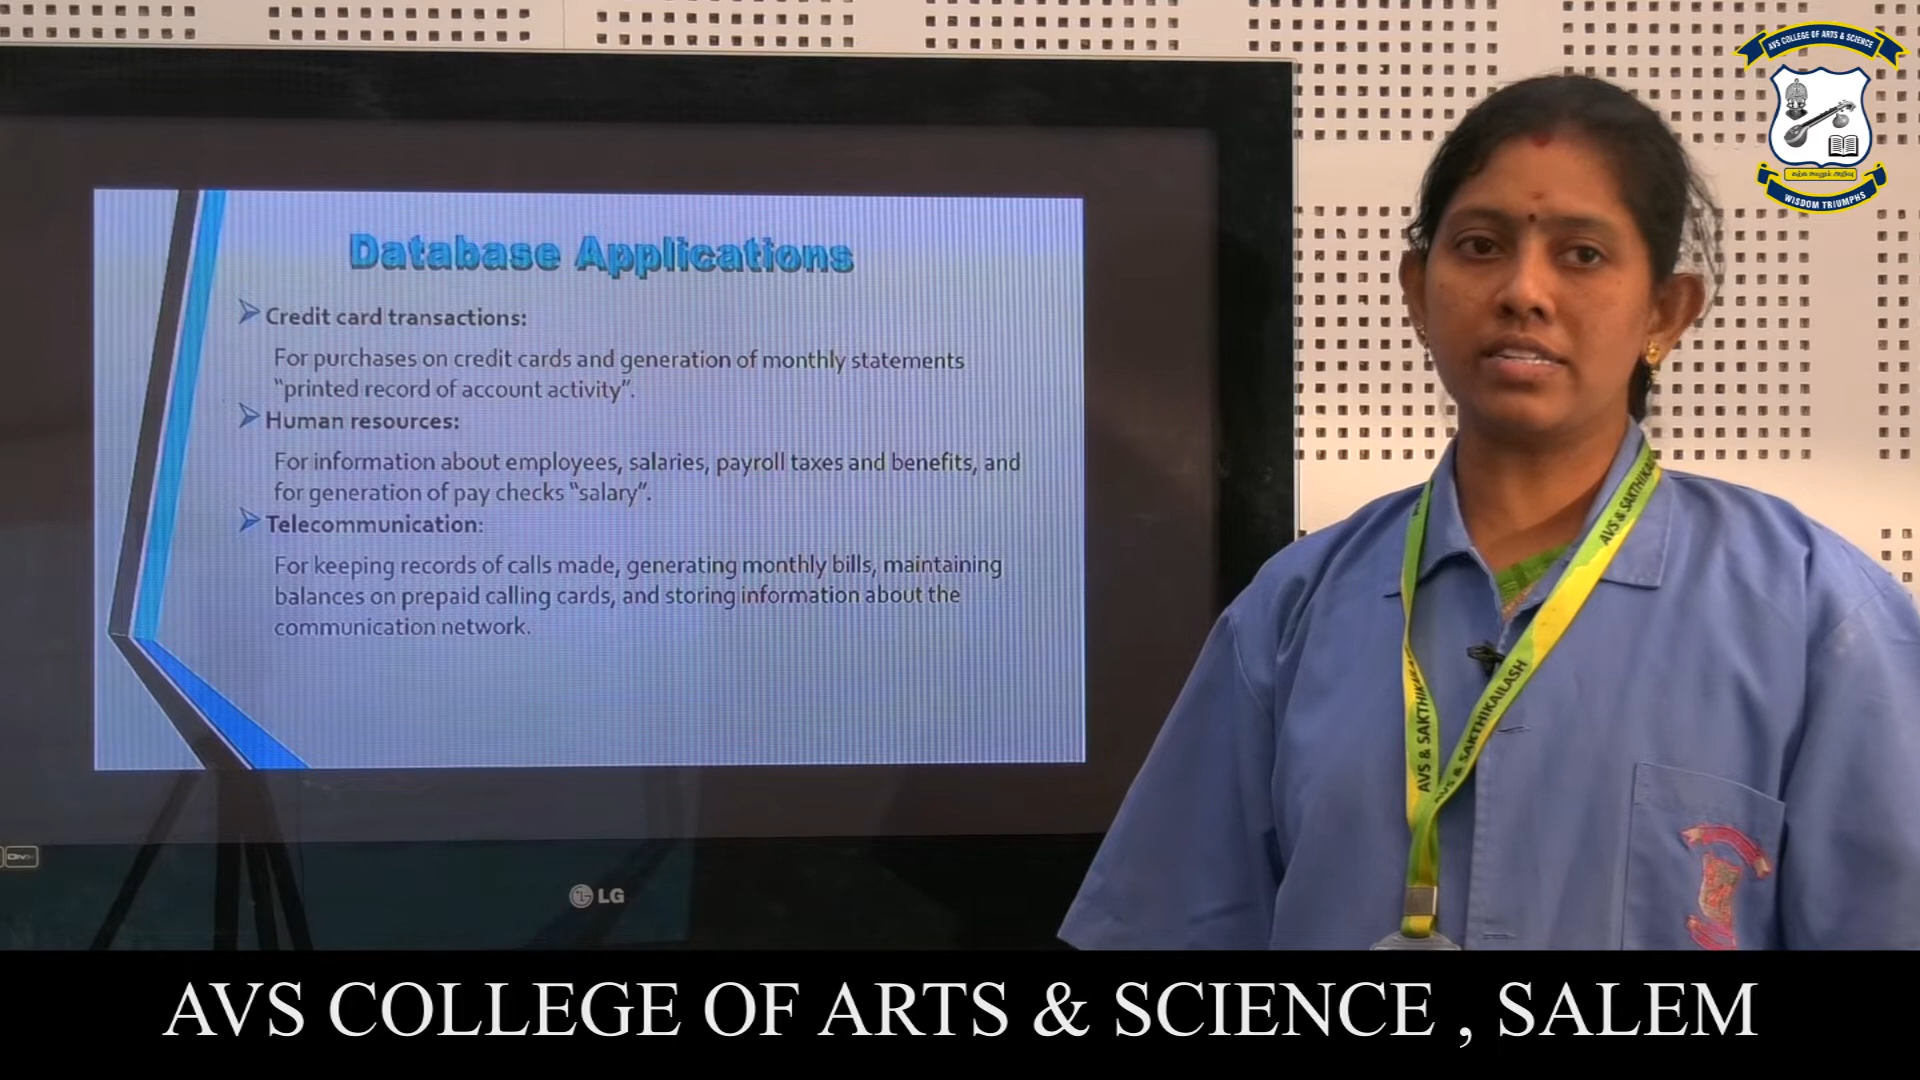 AVS COLLEGE OF ARTS & SCIENCE
WISDOM TRIUMPHS
Database Applications
Credit card transactions:
For purchases on credit cards and generation of monthly statements
"printed record of account activity".
Human resources:
For information about employees, salaries, payroll taxes and benefits, and
for generation of pay checks "salary".
Telecommunication:
For keeping records of calls made, generating monthly bills, maintaining
balances on prepaid calling cards, and storing information about the
communication network.
AVS & SAKTHIKAILASH
AVS & SAKTHIKAILASH
LG
AVS COLLEGE OF ARTS & SCIENCE , SALEM